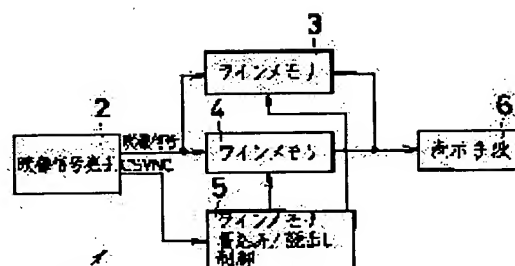 3
ラインメモリ
2
映像信号
4
6
映像信号発生
CSYNC
ラインメモリ
表示手段
5
ラインメモリ
書込み/読出し
制御